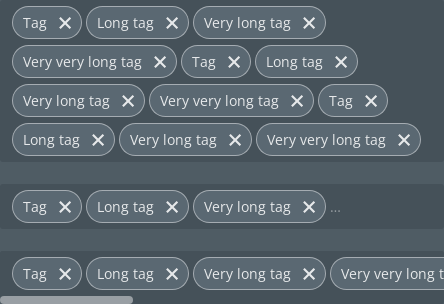 Tag Long tag Very long tag
Very very long tag Tag Long tag
Very long tag Very very long tag Tag
Long tag Very long tag Very very long tag
Tag Long tag Very long tag ...
Tag Long tag Very long tag Very very long t